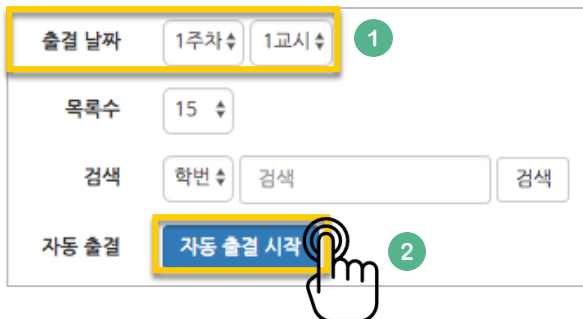 출결 날짜 1주차 1교시 1
목록수 15
검색 학번 검색 검색
자동 출결 자동 출결 시작 2